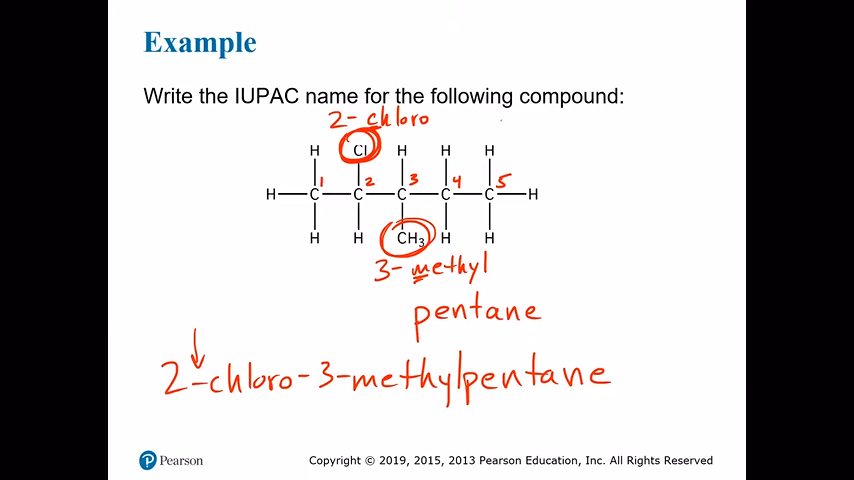 Example
Write the IUPAC name for the following compound:
2-chloro
H Cl H H H
1 2 3 4 5
H C C C C C H
H H CH3 H H
3-methyl
pentane
2-chloro-3-methylpentane
Pearson
Copyright © 2019, 2015, 2013 Pearson Education, Inc. All Rights Reserved